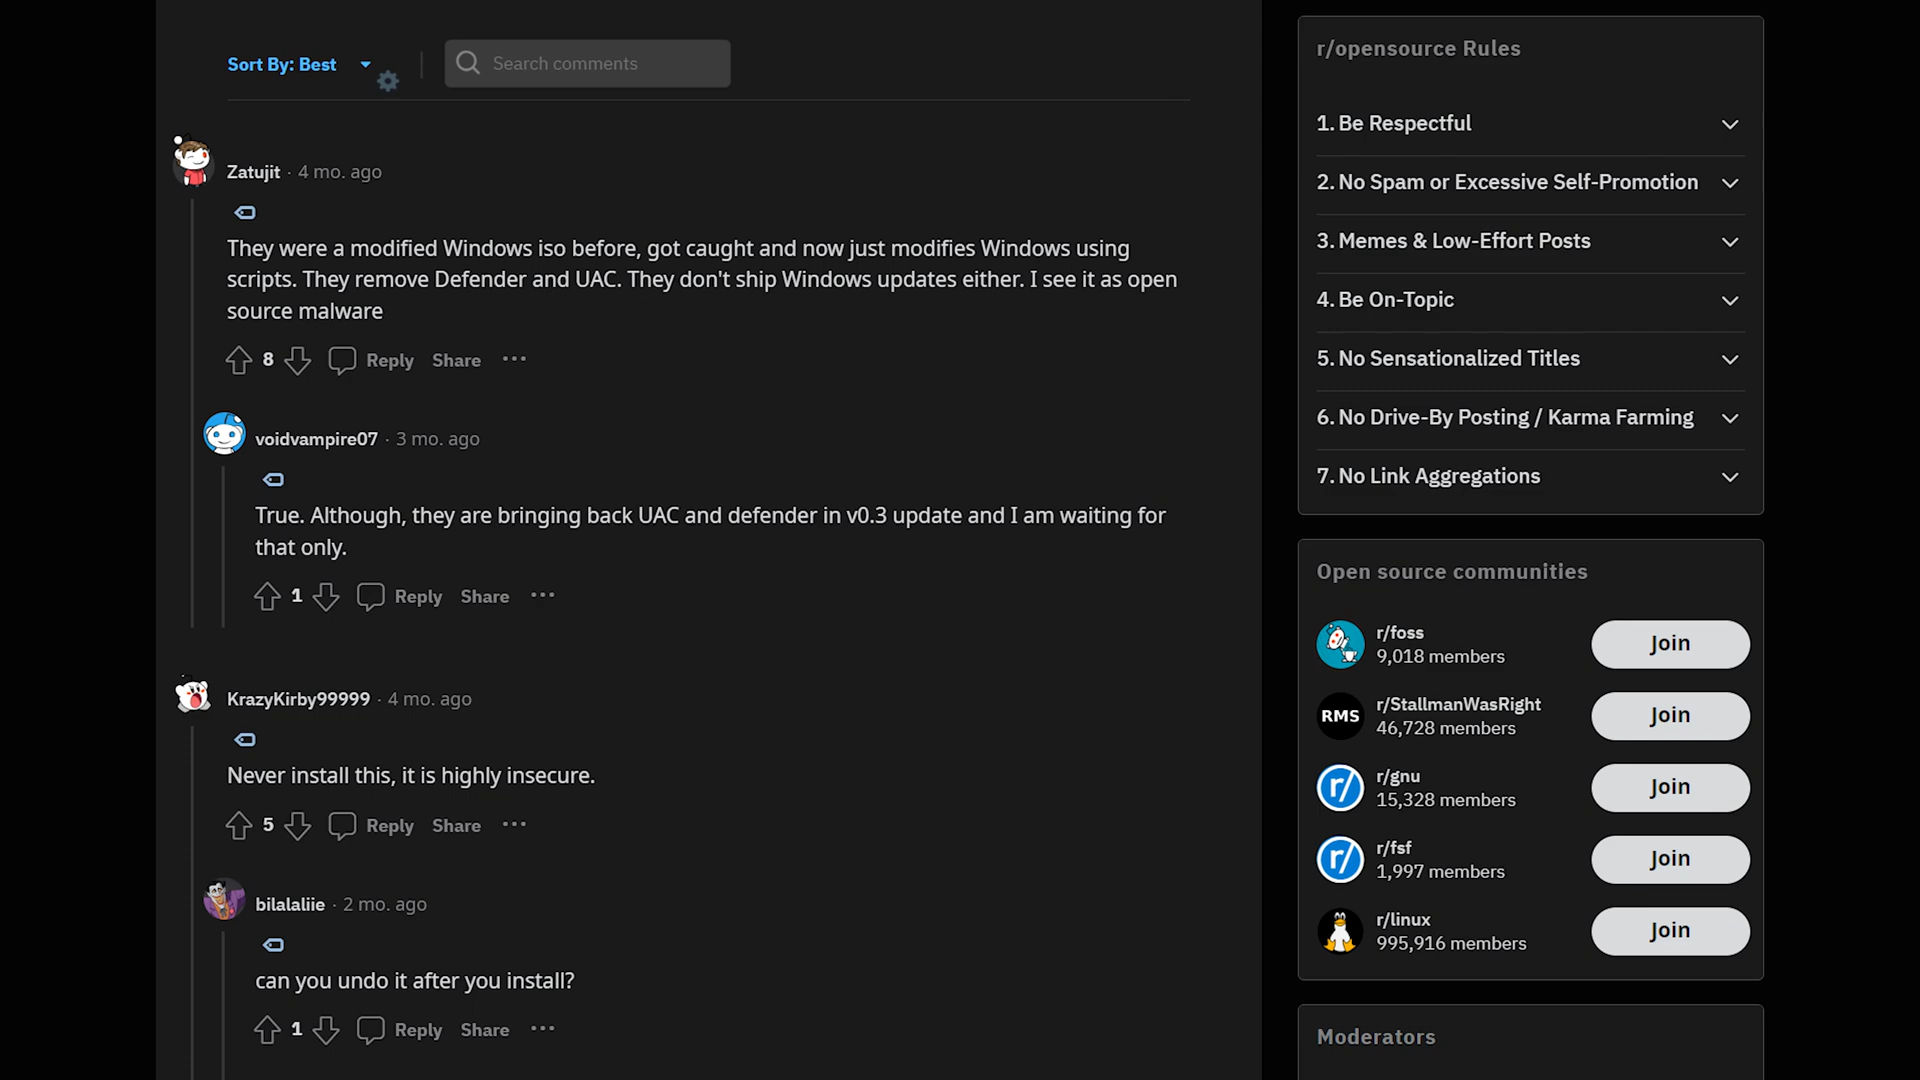 Sort By: Best
Search comments
Zatujit · 4 mo. ago
They were a modified Windows iso before, got caught and now just modifies Windows using
scripts. They remove Defender and UAC. They don't ship Windows updates either. I see it as open
source malware
8 Reply Share ···
voidvampire07 · 3 mo. ago
True. Although, they are bringing back UAC and defender in v0.3 update and I am waiting for
that only.
1 Reply Share ···
KrazyKirby99999 · 4 mo. ago
Never install this, it is highly insecure.
5 Reply Share ···
bilalaliie · 2 mo. ago
can you undo it after you install?
1 Reply Share ···
r/opensource Rules
1. Be Respectful
2. No Spam or Excessive Self-Promotion
3. Memes & Low-Effort Posts
4. Be On-Topic
5. No Sensationalized Titles
6. No Drive-By Posting / Karma Farming
7. No Link Aggregations
Open source communities
r/foss
9,018 members
Join
RMS
r/StallmanWasRight
46,728 members
Join
r/
r/gnu
15,328 members
Join
r/
r/fsf
1,997 members
Join
r/linux
995,916 members
Join
Moderators